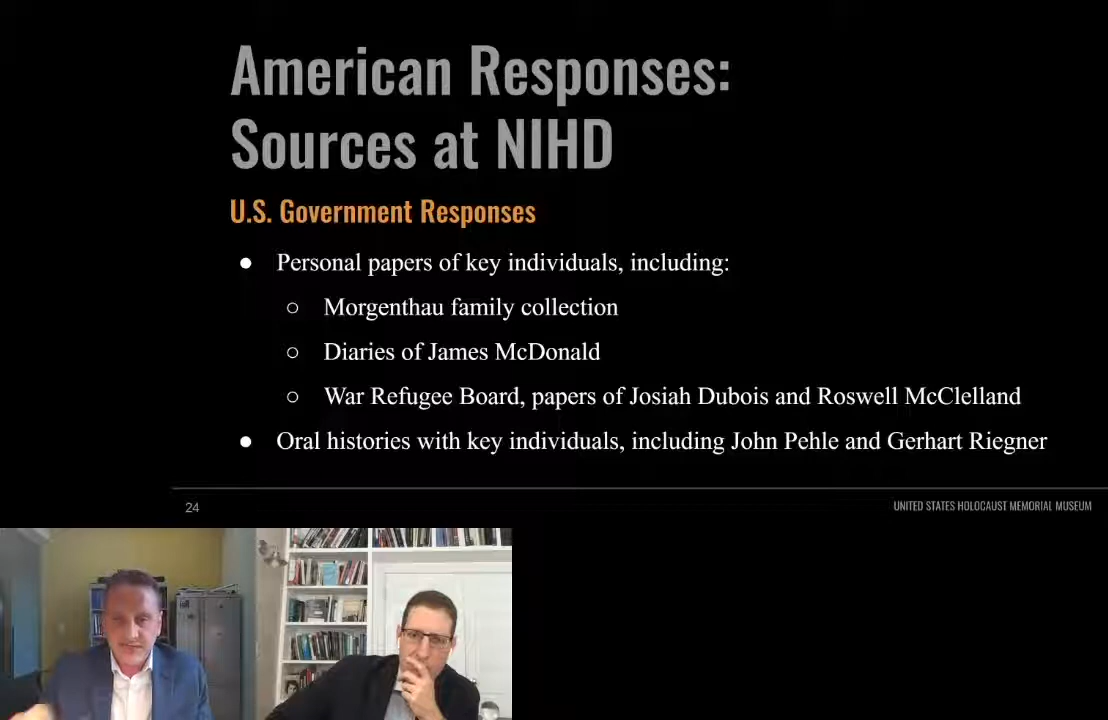 American Responses:
Sources at NIHD
U.S. Government Responses
● Personal papers of key individuals, including:
○ Morgenthau family collection
○ Diaries of James McDonald
○ War Refugee Board, papers of Josiah Dubois and Roswell McClelland
● Oral histories with key individuals, including John Pehle and Gerhart Riegner
24
UNITED STATES HOLOCAUST MEMORIAL MUSEUM